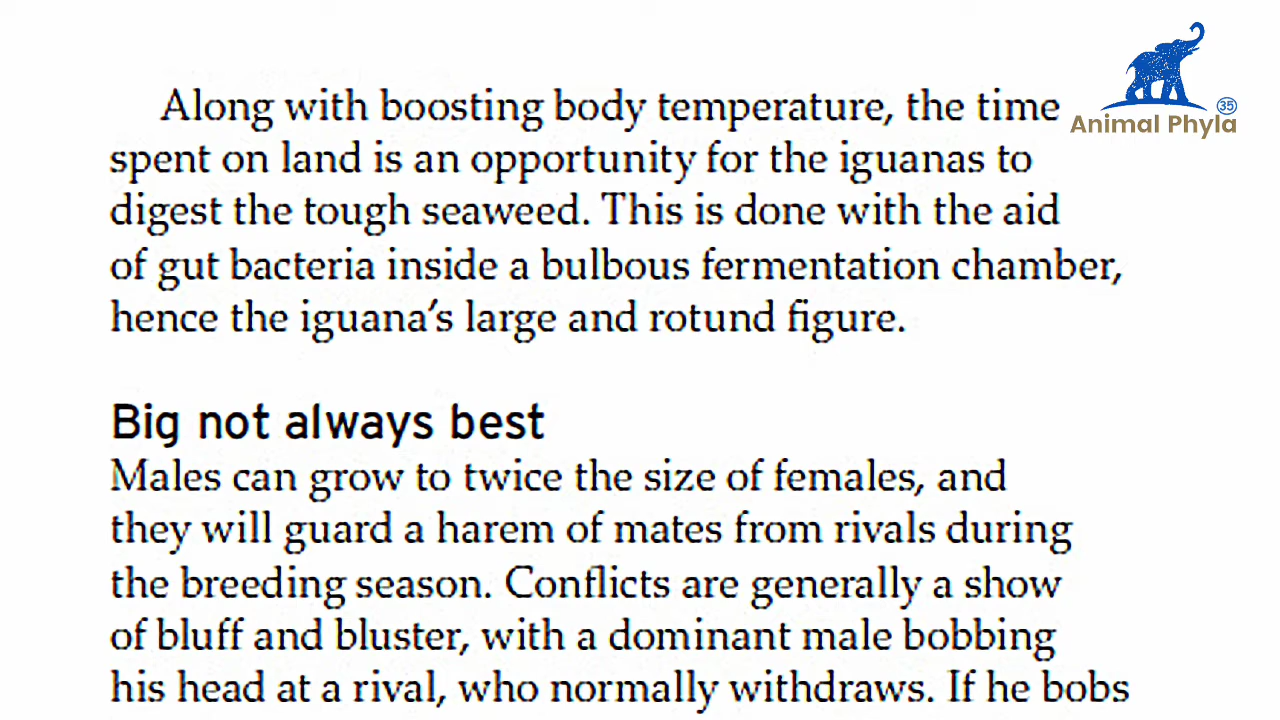 Along with boosting body temperature, the time
spent on land is an opportunity for the iguanas to
digest the tough seaweed. This is done with the aid
of gut bacteria inside a bulbous fermentation chamber,
hence the iguana's large and rotund figure.
Big not always best
Males can grow to twice the size of females, and
they will guard a harem of mates from rivals during
the breeding season. Conflicts are generally a show
of bluff and bluster, with a dominant male bobbing
his head at a rival, who normally withdraws. If he bobs
35
Animal Phyla